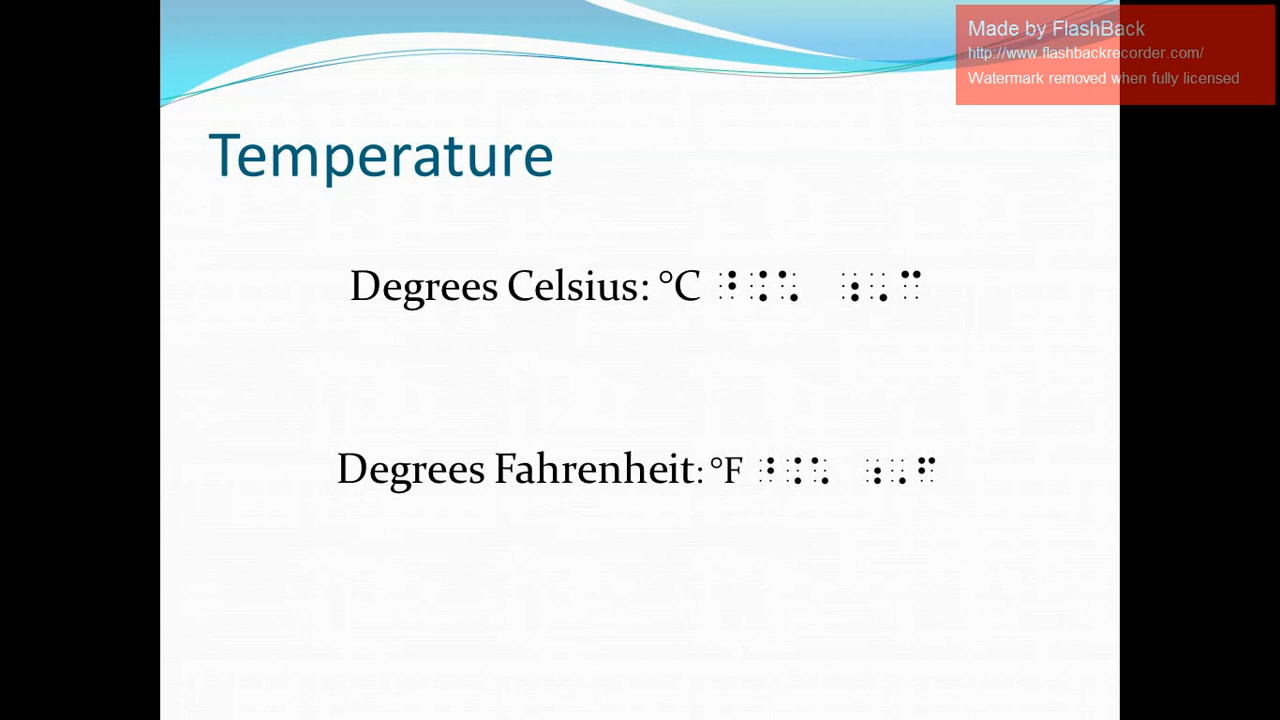 Made by FlashBack
http://www.flashbackrecorder.com/
Watermark removed when fully licensed
Temperature
Degrees Celsius: °C ⠘⠨⠡ ⠰⠠⠉
Degrees Fahrenheit: °F ⠘⠨⠡ ⠰⠠⠋